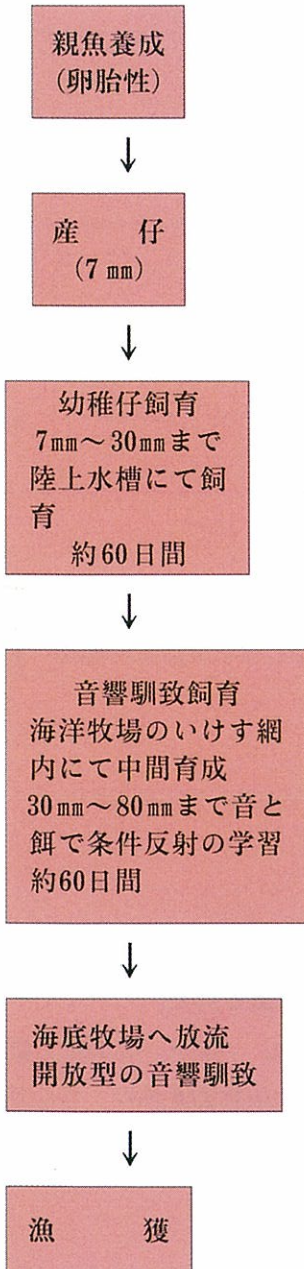 親魚養成
(卵胎性)
↓
産　　仔
(7㎜)
↓
幼稚仔飼育
7㎜～30㎜まで
陸上水槽にて飼
育
約60日間
↓
音響馴致飼育
海洋牧場のいけす網
内にて中間育成
30㎜～80㎜まで音と
餌で条件反射の学習
約60日間
↓
海底牧場へ放流
開放型の音響馴致
↓
漁　　獲